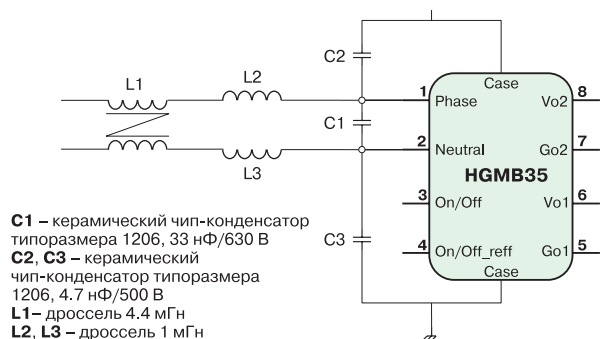 C2
L1
L2
Case
1
Phase
Vo2
8
C1
2
Neutral
Go2
7
L3
HGMB35
3
On/Off
Vo1
6
C3
4
On/Off_reff
Go1
5
Case
C1 – керамический чип-конденсатор
типоразмера 1206, 33 нФ/630 В
C2, C3 – керамический
чип-конденсатор типоразмера
1206, 4.7 нФ/500 В
L1– дроссель 4.4 мГн
L2, L3 – дроссель 1 мГн